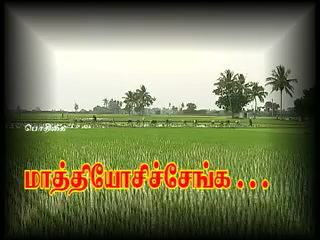 மாத்தியோசிச்சேங்க . . .